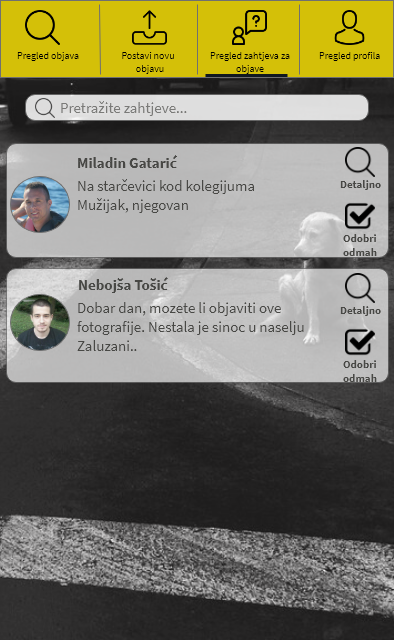 Pregled objava
Postavi novu
objavu
Pregled zahtjeva za
objave
Pregled profila
Pretražite zahtjeve...
Miladin Gatarić
Na starčevici kod kolegijuma
Mužijak, njegovan
Detaljno
Odobri
odmah
Nebojša Tošić
Dobar dan, mozete li objaviti ove
fotografije. Nestala je sinoc u naselju
Zaluzani..
Detaljno
Odobri
odmah